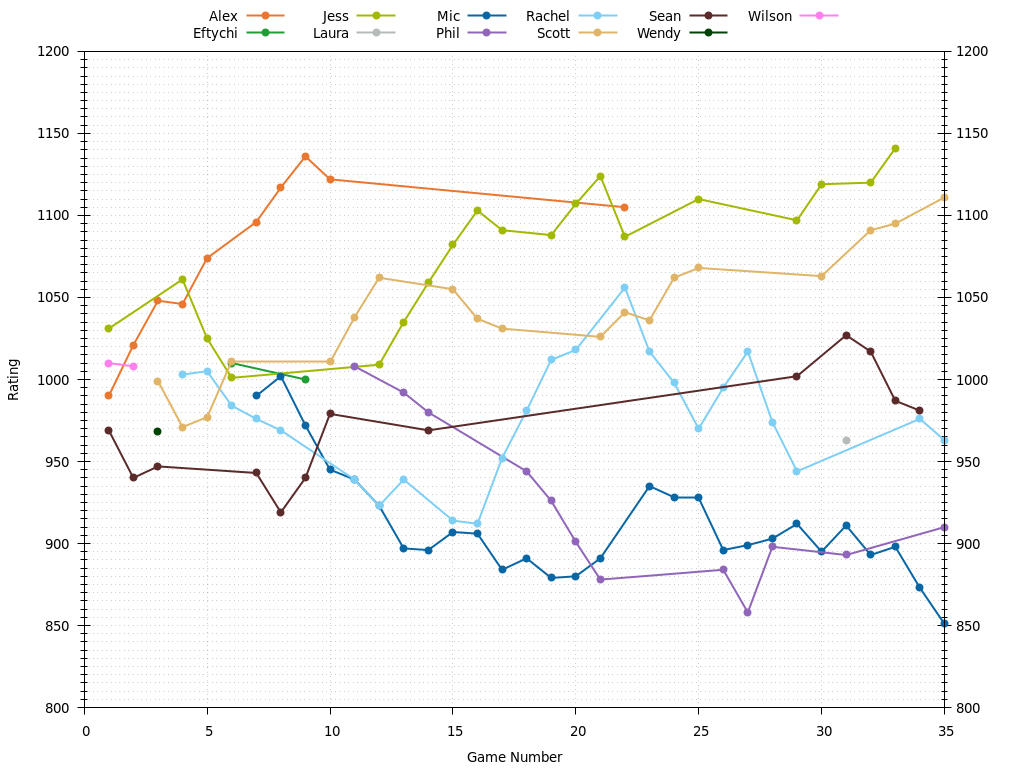 Alex Jess Mic Rachel Sean Wilson
Eftychi Laura Phil Scott Wendy
1200 1200
1150 1150
1100 1100
1050 1050
1000 1000
950 950
900 900
850 850
800 800
Rating
0 5 10 15 20 25 30 35
Game Number